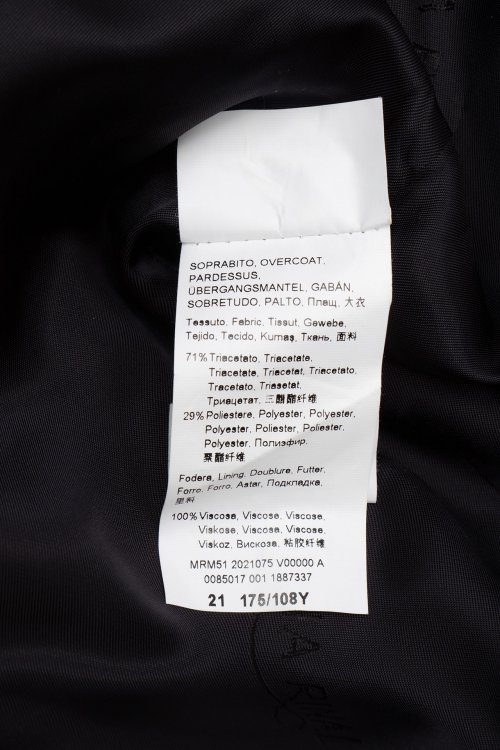 SOPRABITO, OVERCOAT,
PARDESSUS,
ÜBERGANGSMANTEL, GABÁN,
SOBRETUDO, PALTO, Плащ, 大衣
Tessuto, Fabric, Tissut, Gewebe,
Tejido, Tecido, Kumaş, Ткань, 面料
71% Triacetato, Triacetate,
Triacetate, Triacetat, Triacetato,
Tracetato, Triasetat,
Триацетат, 三醋酯纤维
29% Poliestere, Polyester, Polyester,
Polyester, Poliester, Poliester,
Polyester, Полиэфир,
聚酯纤维
Fodera, Lining, Doublure, Futter,
Forro, Forro, Astar, Подкладка,
里料
100% Viscosa, Viscose, Viscose,
Viskose, Viscosa, Viscose,
Viskoz, Вискоза, 粘胶纤维
MRM51 2021075 V00000 A
0085017 001 1887337
21 175/108Y